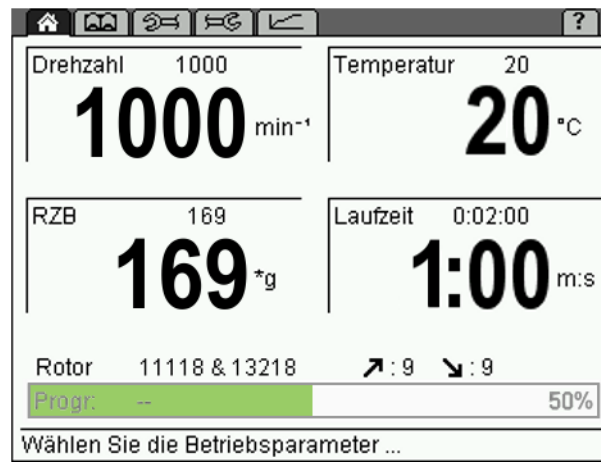 ?
Drehzahl 1000
1000 min⁻¹
Temperatur 20
20 °C
RZB 169
169 *g
Laufzeit 0:02:00
1:00 m:s
Rotor 11118 & 13218 ↗ : 9 ↘ : 9
Progr: -- 50%
Wählen Sie die Betriebsparameter ...